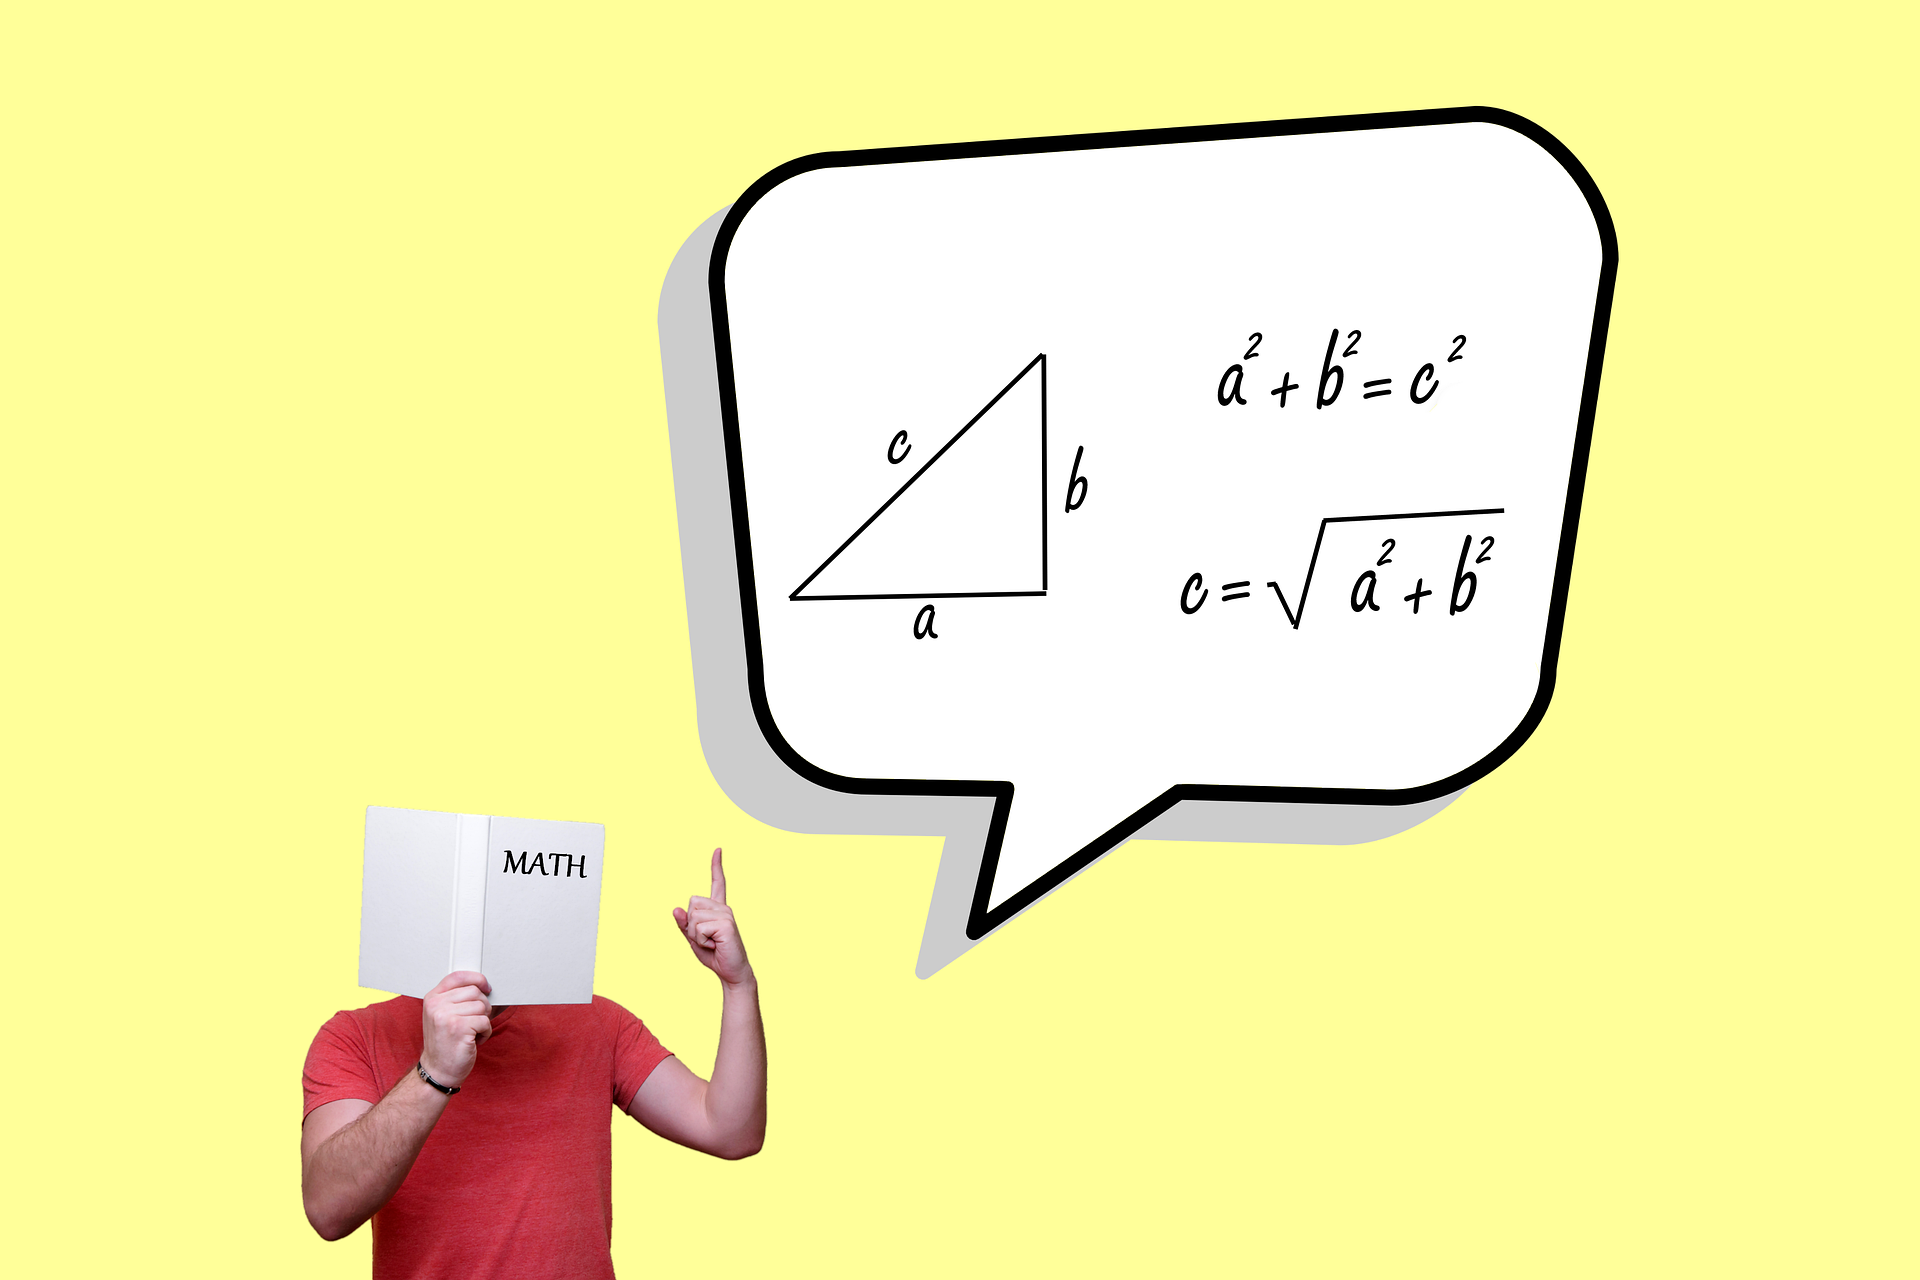 c
b
a
a² + b² = c²
c = √a² + b²
MATH